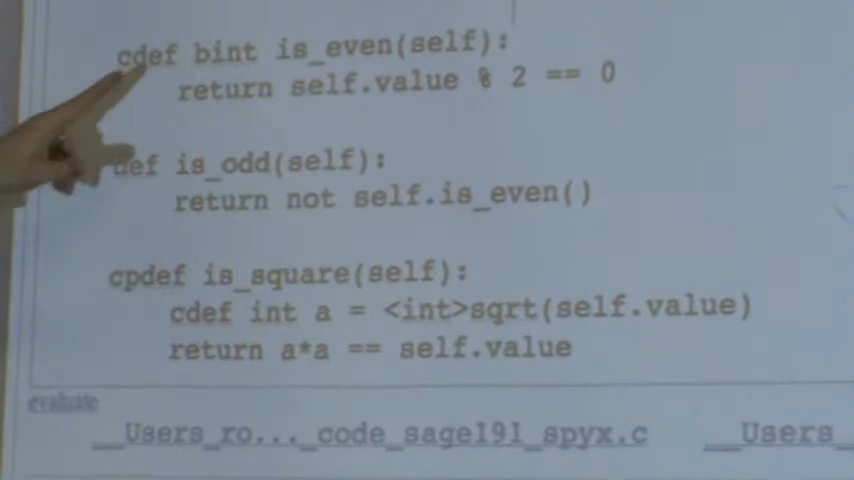 cdef bint is_even(self):
return self.value % 2 == 0
def is_odd(self):
return not self.is_even()
cpdef is_square(self):
cdef int a = <int>sqrt(self.value)
return a*a == self.value
evaluate
__Users_ro..._code_sage191_spyx.c __Users_